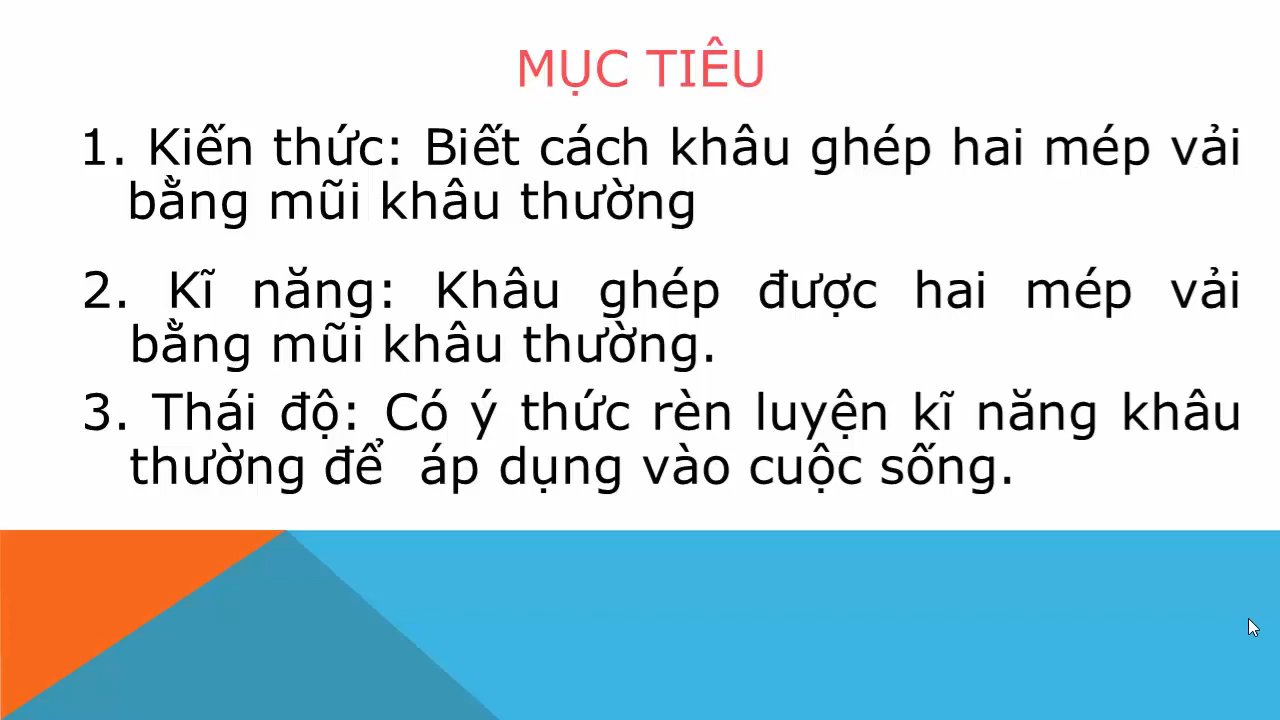 MỤC TIÊU
1. Kiến thức: Biết cách khâu ghép hai mép vải
bằng mũi khâu thường
2. Kĩ năng: Khâu ghép được hai mép vải
bằng mũi khâu thường.
3. Thái độ: Có ý thức rèn luyện kĩ năng khâu
thường để  áp dụng vào cuộc sống.